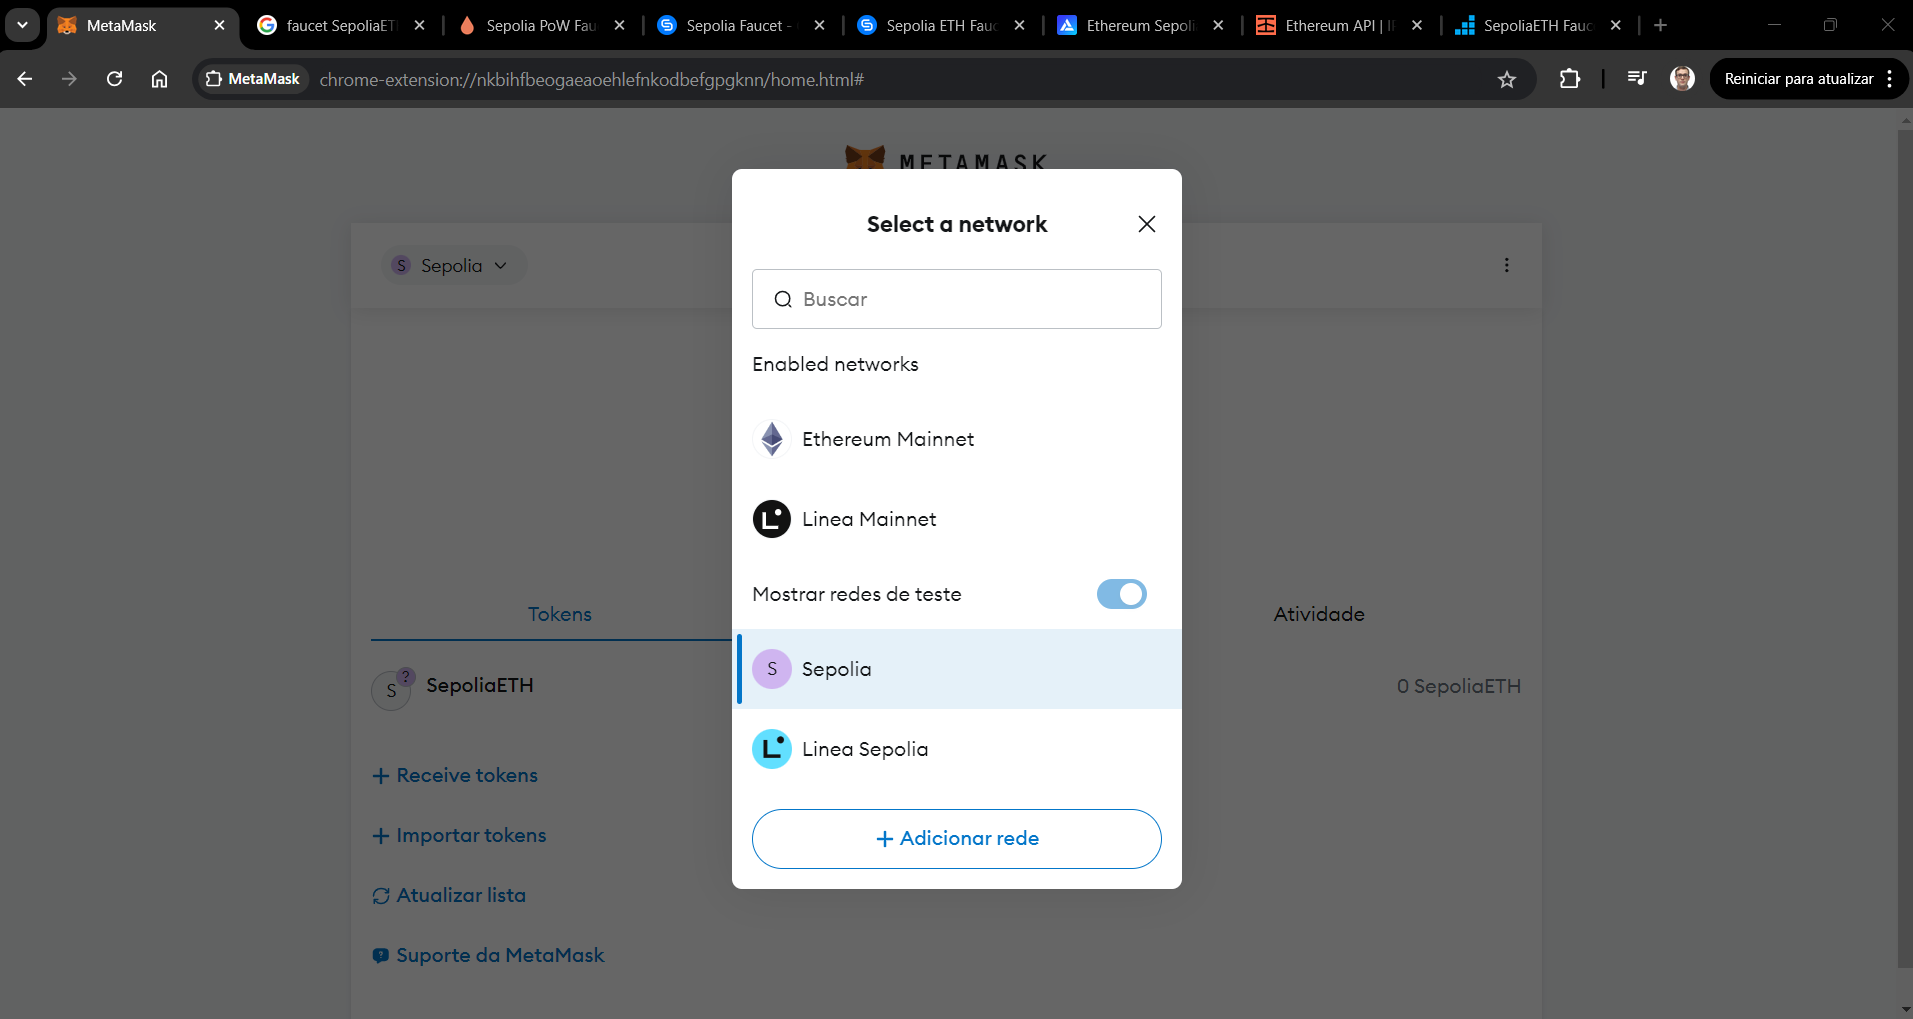 MetaMask
faucet SepoliaETH
Sepolia PoW Fau
Sepolia Faucet -
Sepolia ETH Fauc
Ethereum Sepoli
Ethereum API |
SepoliaETH Fauc
MetaMask
chrome-extension://nkbihfbeogaeaoehlefnkodbefgpgknn/home.html#
Reiniciar para atualizar
METAMASK
Select a network
S Sepolia
Buscar
Enabled networks
Ethereum Mainnet
Linea Mainnet
Mostrar redes de teste
Tokens
Atividade
S Sepolia
S ? SepoliaETH
0 SepoliaETH
Linea Sepolia
+ Receive tokens
+ Importar tokens
+ Adicionar rede
Atualizar lista
Suporte da MetaMask